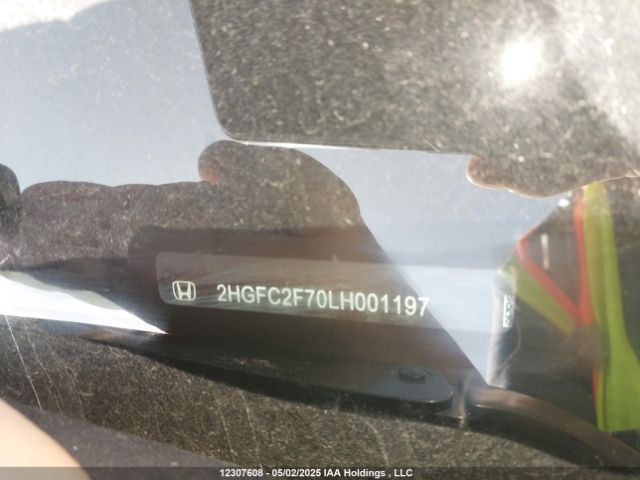 2HGFC2F70LH001197
12307608 - 05/02/2025 IAA Holdings , LLC